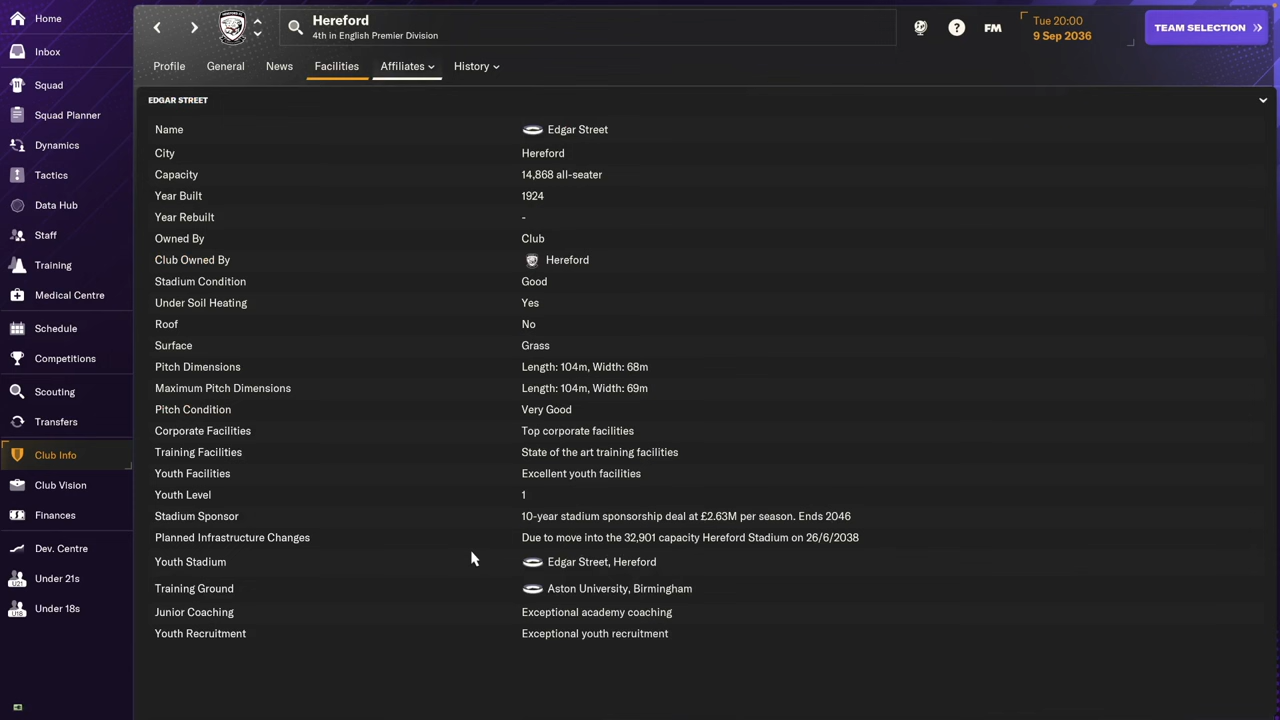 Home
Inbox
Squad
Squad Planner
Dynamics
Tactics
Data Hub
Staff
Training
Medical Centre
Schedule
Competitions
Scouting
Transfers
Club Info
Club Vision
Finances
Dev. Centre
Under 21s
Under 18s
Hereford
4th in English Premier Division
FM
Tue 20:00
9 Sep 2036
TEAM SELECTION
Profile General News Facilities Affiliates History
EDGAR STREET
Name Edgar Street
City Hereford
Capacity 14,868 all-seater
Year Built 1924
Year Rebuilt -
Owned By Club
Club Owned By Hereford
Stadium Condition Good
Under Soil Heating Yes
Roof No
Surface Grass
Pitch Dimensions Length: 104m, Width: 68m
Maximum Pitch Dimensions Length: 104m, Width: 69m
Pitch Condition Very Good
Corporate Facilities Top corporate facilities
Training Facilities State of the art training facilities
Youth Facilities Excellent youth facilities
Youth Level 1
Stadium Sponsor 10-year stadium sponsorship deal at £2.63M per season. Ends 2046
Planned Infrastructure Changes Due to move into the 32,901 capacity Hereford Stadium on 26/6/2038
Youth Stadium Edgar Street, Hereford
Training Ground Aston University, Birmingham
Junior Coaching Exceptional academy coaching
Youth Recruitment Exceptional youth recruitment